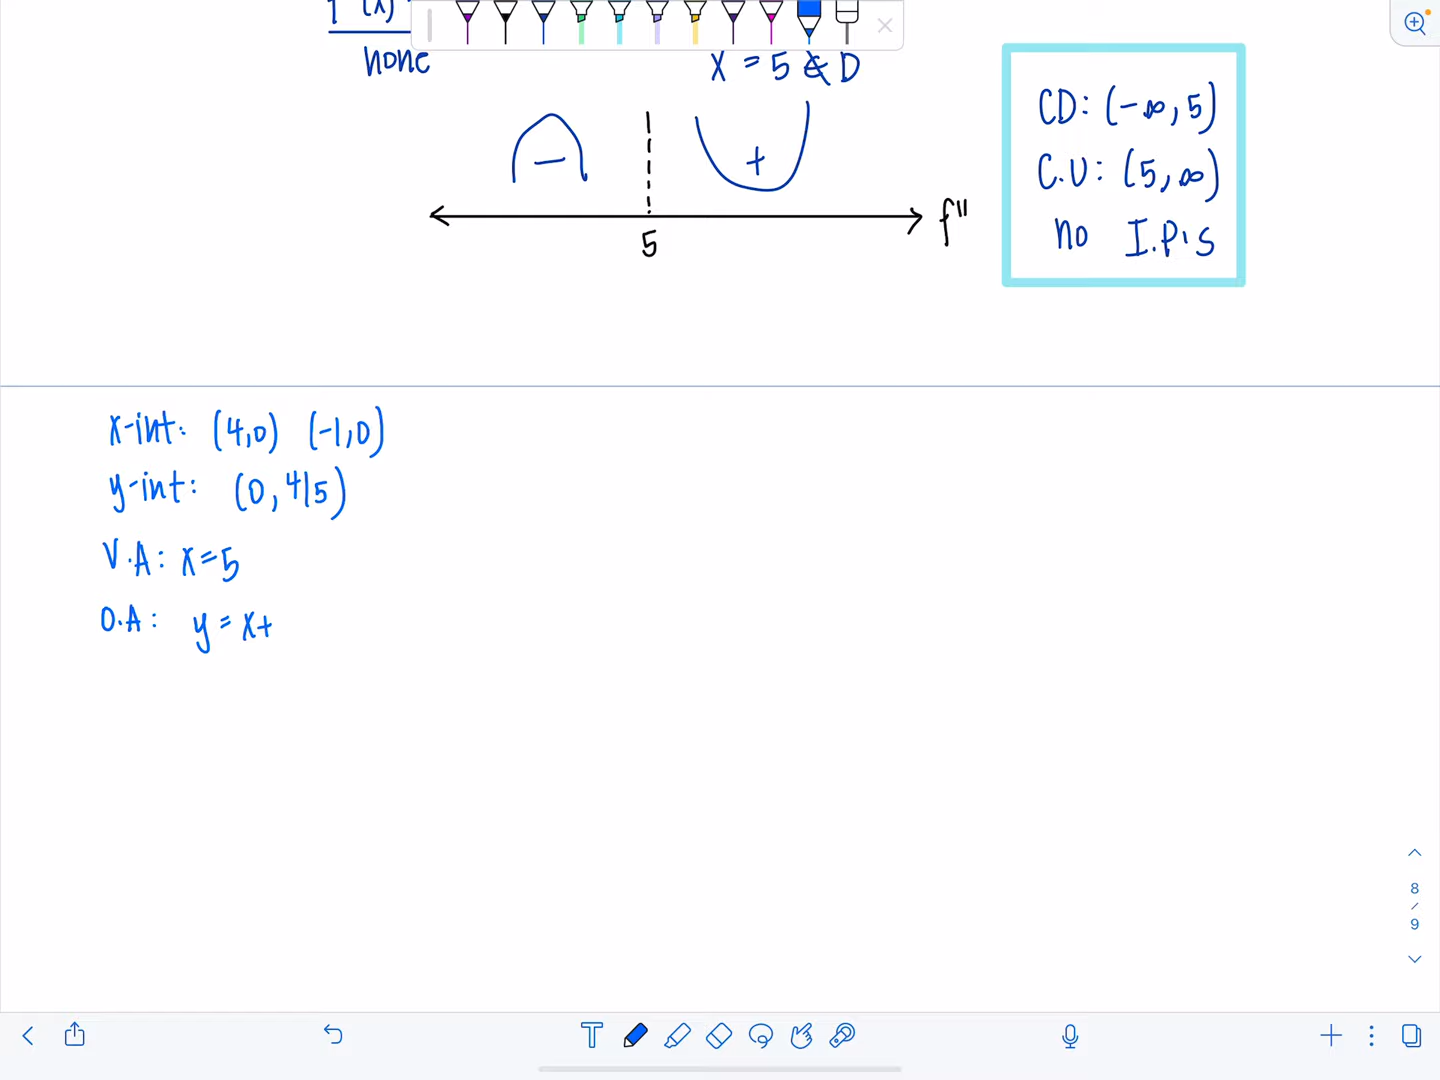 (x)
none
x = 5 ∉ D
CD: (-∞, 5)
C.U: (5, ∞)
no I.P.'s
− +
f''
5
x-int: (4,0) (-1,0)
y-int: (0, 4/5)
V.A: x=5
O.A: y = x+
8
/
9
T